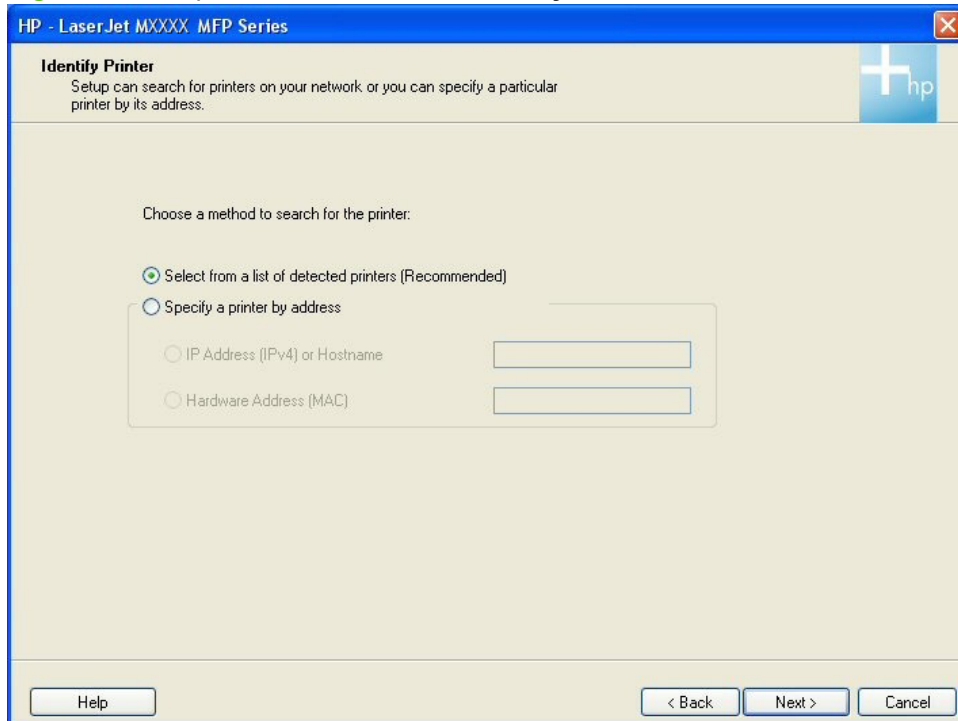 HP - LaserJet MXXXX MFP Series
Identify Printer
Setup can search for printers on your network or you can specify a particular
printer by its address.
hp
Choose a method to search for the printer:
Select from a list of detected printers (Recommended)
Specify a printer by address
IP Address (IPv4) or Hostname
Hardware Address (MAC)
Help
< Back
Next >
Cancel